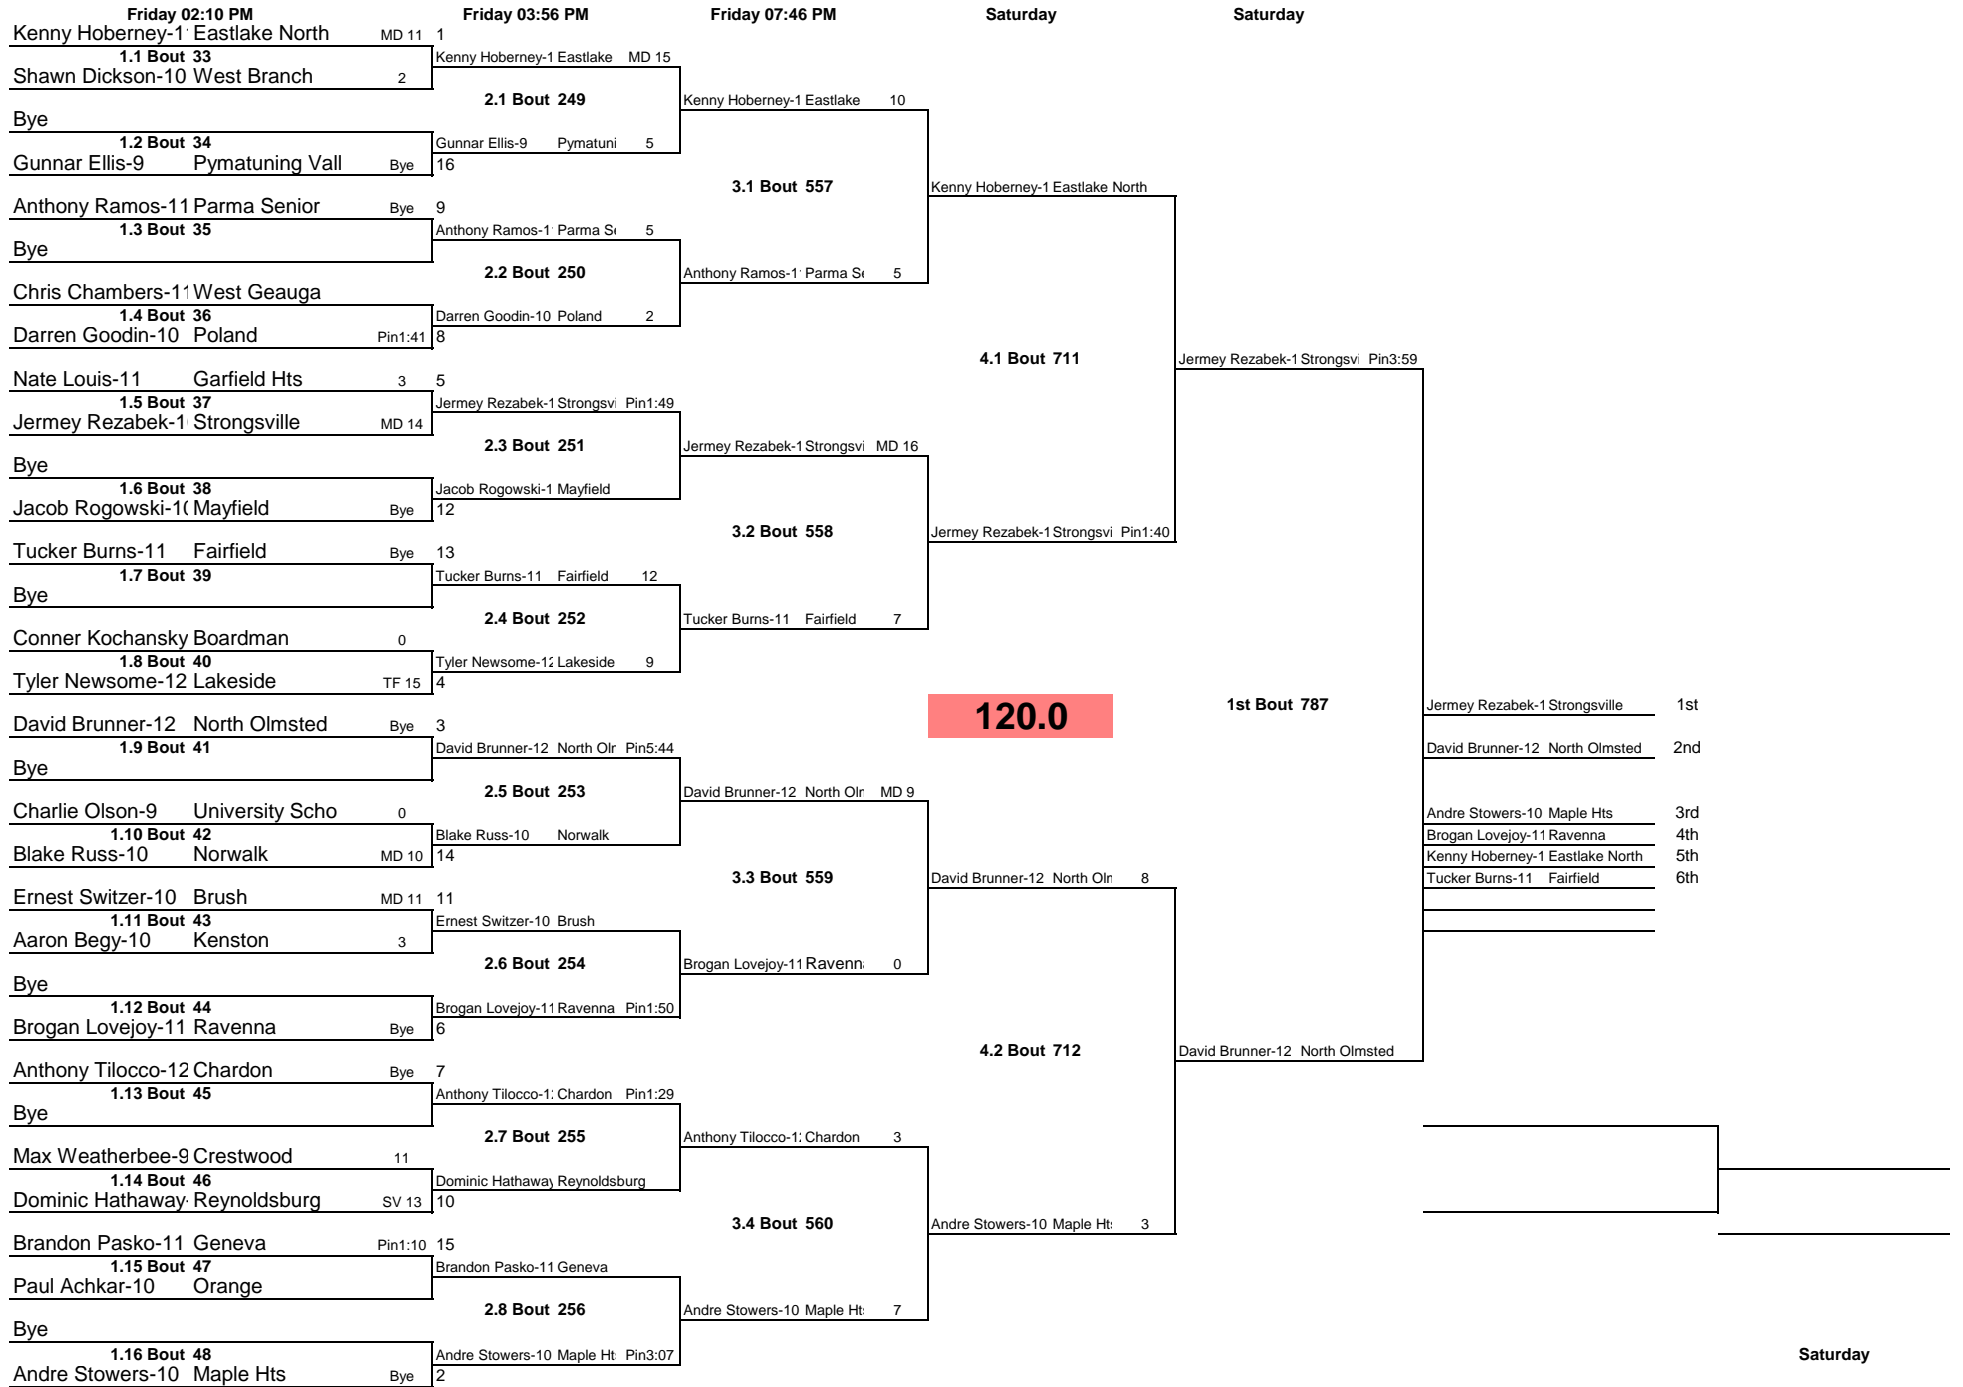 Friday 02:10 PM Friday 03:56 PM Friday 07:46 PM Saturday Saturday
Kenny Hoberney-1 Eastlake North MD 11 1
1.1 Bout 33
Shawn Dickson-10 West Branch 2
Bye
1.2 Bout 34
Gunnar Ellis-9 Pymatuning Vall Bye 16
Anthony Ramos-11 Parma Senior Bye 9
1.3 Bout 35
Bye
Chris Chambers-11 West Geauga
1.4 Bout 36
Darren Goodin-10 Poland Pin1:41 8
Nate Louis-11 Garfield Hts 3 5
1.5 Bout 37
Jermey Rezabek-1 Strongsville MD 14
Bye
1.6 Bout 38
Jacob Rogowski-10 Mayfield Bye 12
Tucker Burns-11 Fairfield Bye 13
1.7 Bout 39
Bye
Conner Kochansky Boardman 0
1.8 Bout 40
Tyler Newsome-12 Lakeside TF 15 4
David Brunner-12 North Olmsted Bye 3
1.9 Bout 41
Bye
Charlie Olson-9 University Scho 0
1.10 Bout 42
Blake Russ-10 Norwalk MD 10 14
Ernest Switzer-10 Brush MD 11 11
1.11 Bout 43
Aaron Begy-10 Kenston 3
Bye
1.12 Bout 44
Brogan Lovejoy-11 Ravenna Bye 6
Anthony Tilocco-12 Chardon Bye 7
1.13 Bout 45
Bye
Max Weatherbee-9 Crestwood 11
1.14 Bout 46
Dominic Hathaway- Reynoldsburg SV 13 10
Brandon Pasko-11 Geneva Pin1:10 15
1.15 Bout 47
Paul Achkar-10 Orange
Bye
1.16 Bout 48
Andre Stowers-10 Maple Hts Bye 2
Kenny Hoberney-1 Eastlake MD 15
2.1 Bout 249
Gunnar Ellis-9 Pymatuni 5
Anthony Ramos-1 Parma Se 5
2.2 Bout 250
Darren Goodin-10 Poland 2
Jermey Rezabek-1 Strongsvi Pin1:49
2.3 Bout 251
Jacob Rogowski-1 Mayfield
Tucker Burns-11 Fairfield 12
2.4 Bout 252
Tyler Newsome-12 Lakeside 9
David Brunner-12 North Olr Pin5:44
2.5 Bout 253
Blake Russ-10 Norwalk
Ernest Switzer-10 Brush
2.6 Bout 254
Brogan Lovejoy-11 Ravenna Pin1:50
Anthony Tilocco-1 Chardon Pin1:29
2.7 Bout 255
Dominic Hathaway Reynoldsburg
Brandon Pasko-11 Geneva
2.8 Bout 256
Andre Stowers-10 Maple Ht Pin3:07
Kenny Hoberney-1 Eastlake 10
3.1 Bout 557
Anthony Ramos-1 Parma Se 5
Jermey Rezabek-1 Strongsvi MD 16
3.2 Bout 558
Tucker Burns-11 Fairfield 7
David Brunner-12 North Olr MD 9
3.3 Bout 559
Brogan Lovejoy-11 Ravenn 0
Anthony Tilocco-1 Chardon 3
3.4 Bout 560
Andre Stowers-10 Maple Ht 7
Kenny Hoberney-1 Eastlake North
4.1 Bout 711
Jermey Rezabek-1 Strongsvi Pin1:40
120.0
David Brunner-12 North Oln 8
4.2 Bout 712
Andre Stowers-10 Maple Ht 3
Jermey Rezabek-1 Strongsvi Pin3:59
1st Bout 787
David Brunner-12 North Olmsted
Jermey Rezabek-1 Strongsville 1st
David Brunner-12 North Olmsted 2nd
Andre Stowers-10 Maple Hts 3rd
Brogan Lovejoy-11 Ravenna 4th
Kenny Hoberney-1 Eastlake North 5th
Tucker Burns-11 Fairfield 6th
Saturday